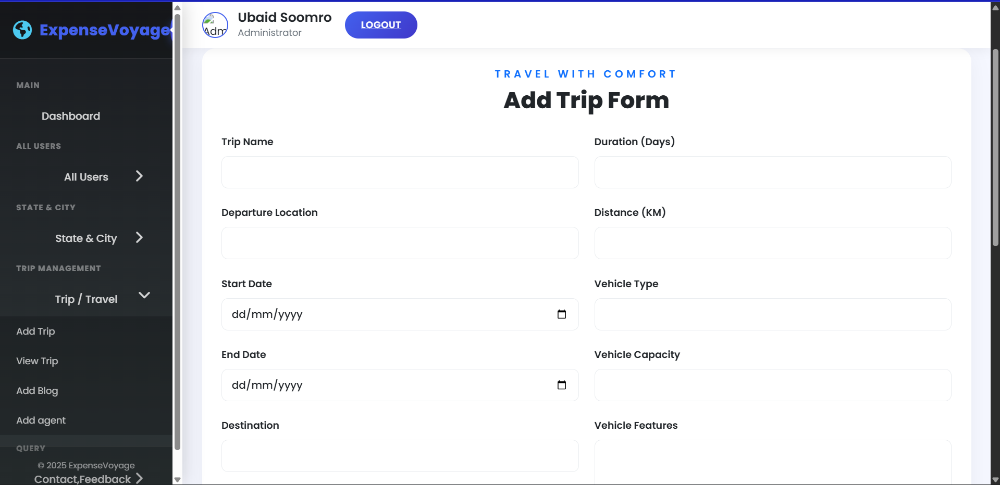 ExpenseVoyage
MAIN
Dashboard
ALL USERS
All Users
STATE & CITY
State & City
TRIP MANAGEMENT
Trip / Travel
Add Trip
View Trip
Add Blog
Add agent
QUERY
© 2025 ExpenseVoyage
Contact,Feedback
Adm
Ubaid Soomro
Administrator
LOGOUT
TRAVEL WITH COMFORT
Add Trip Form
Trip Name
Duration (Days)
Departure Location
Distance (KM)
Start Date
Vehicle Type
dd/mm/yyyy
End Date
Vehicle Capacity
dd/mm/yyyy
Destination
Vehicle Features